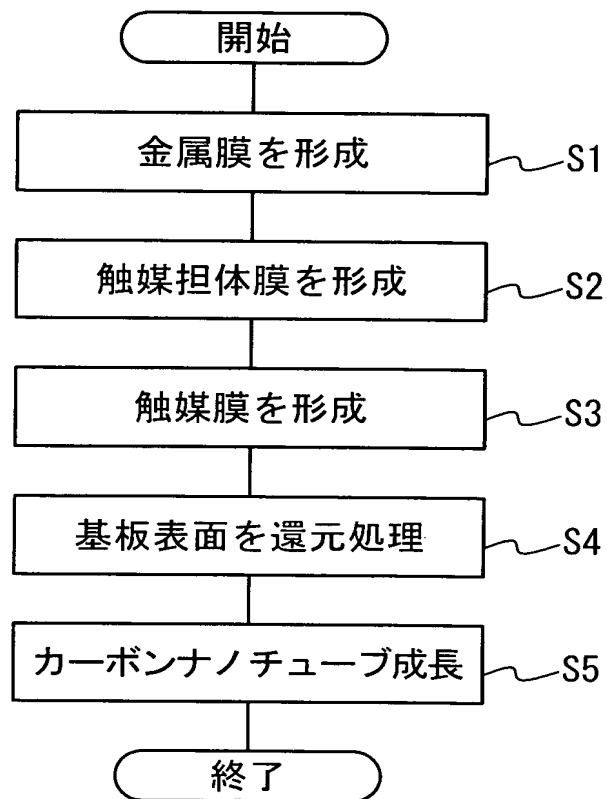 開始
金属膜を形成
S1
触媒担体膜を形成
S2
触媒膜を形成
S3
基板表面を還元処理
S4
カーボンナノチューブ成長
S5
終了